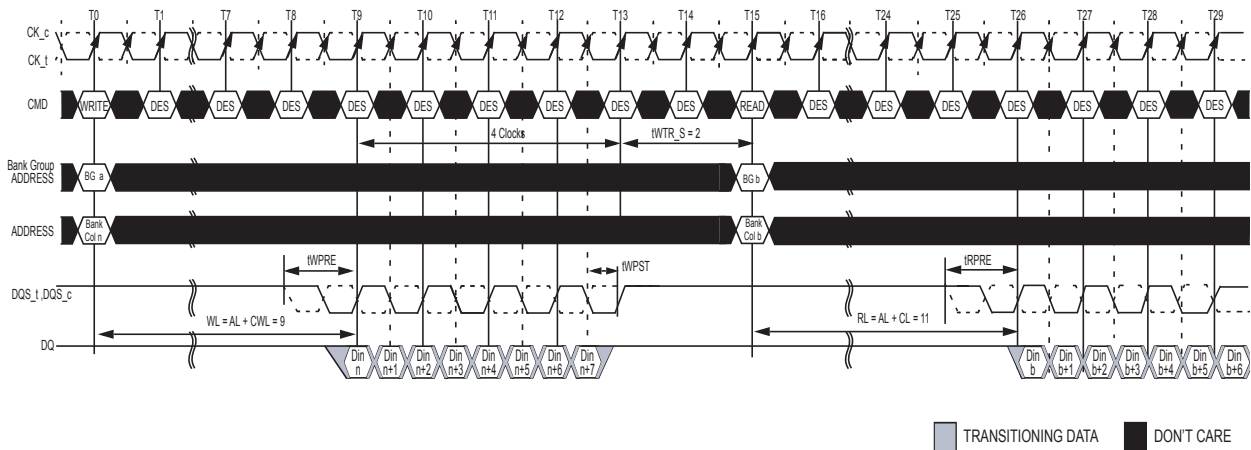 T0 T1 T7 T8 T9 T10 T11 T12 T13 T14 T15 T16 T24 T25 T26 T27 T28 T29
CK_c
CK_t
CMD WRITE DES DES DES DES DES DES DES DES DES READ DES DES DES DES DES DES DES
4 Clocks tWTR_S = 2
Bank Group
ADDRESS BG a BG b
ADDRESS
Bank
Col n
Bank
Col b
tWPRE tWPST tRPRE
DQS_t ,DQS_c
WL = AL + CWL = 9 RL = AL + CL = 11
DQ
Din Din Din Din Din Din Din Din Din Din Din Din Din Din Din
n n+1 n+2 n+3 n+4 n+5 n+6 n+7 b b+1 b+2 b+3 b+4 b+5 b+6
TRANSITIONING DATA DON'T CARE